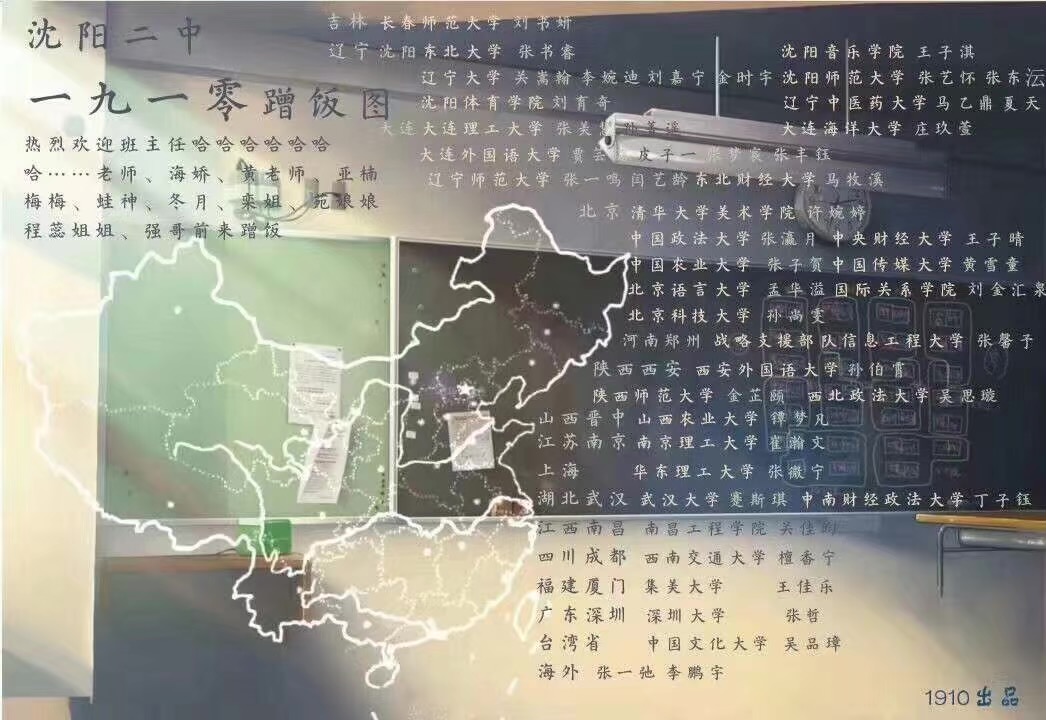 沈阳二中
一九一零蹭饭图
热烈欢迎班主任哈哈哈哈哈哈哈
哈……老师、海娇、黄老师、亚楠
梅梅、蛙神、冬月、栾姐、苑娘娘
程蕊姐姐、强哥前来蹭饭
吉林 长春师范大学 刘书妍
辽宁 沈阳东北大学 张书睿 沈阳音乐学院 王子淇
辽宁大学 吴嵩翰 李婉迪 刘嘉宁 金时宇 沈阳师范大学 张艺怀 张东沄
沈阳体育学院 刘育奇 辽宁中医药大学 马乙鼎 夏天
大连 大连理工大学 大连海洋大学 庄玖萱
大连外国语大学 皮子一 张梦宸 张丰钰
辽宁师范大学 张一鸣 闫艺龄 东北财经大学 马牧溪
北京 清华大学美术学院 许婉婷
中国政法大学 张瀛月 中央财经大学 王子晴
中国农业大学 张子贺 中国传媒大学 黄雪童
北京语言大学 孟华溢 国际关系学院 刘金汇泉
北京科技大学 孙尚雯
河南郑州 战略支援部队信息工程大学 张馨予
陕西西安 西安外国语大学 孙伯胥
陕西师范大学 金芷颐 西北政法大学 吴思璇
山西晋中 山西农业大学 镡梦凡
江苏南京 南京理工大学 崔瀚文
上海 华东理工大学 张微宁
湖北武汉 武汉大学 蹇斯琪 中南财经政法大学 丁子钰
江西南昌 南昌工程学院
四川成都 西南交通大学 檀香宁
福建厦门 集美大学 王佳乐
广东深圳 深圳大学 张哲
台湾省 中国文化大学 吴品璋
海外 张一弛 李鹏宇
1910出品